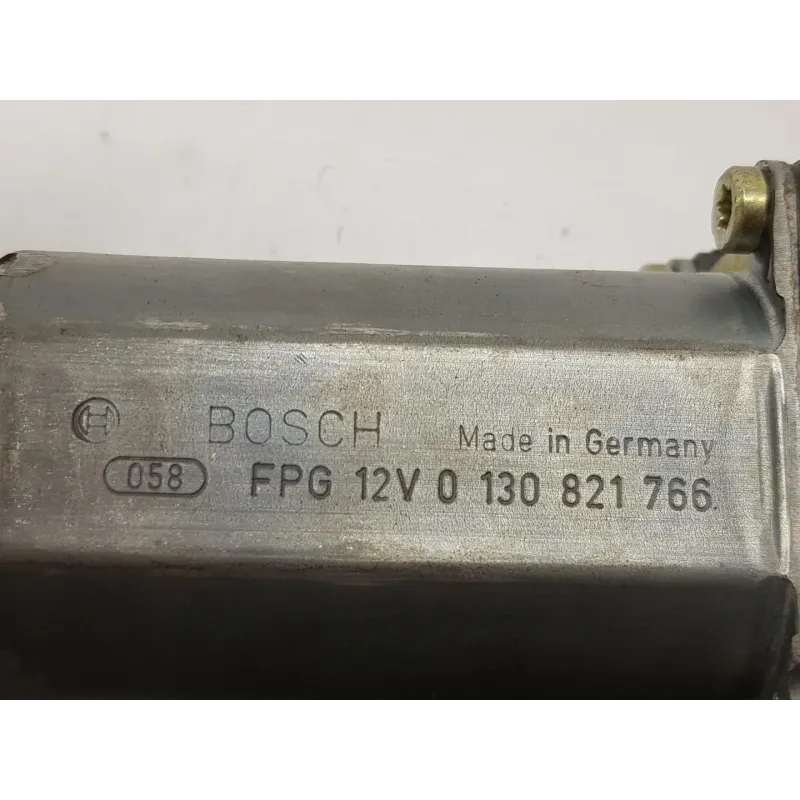 BOSCH Made in Germany
058 FPG 12V 0 130 821 766